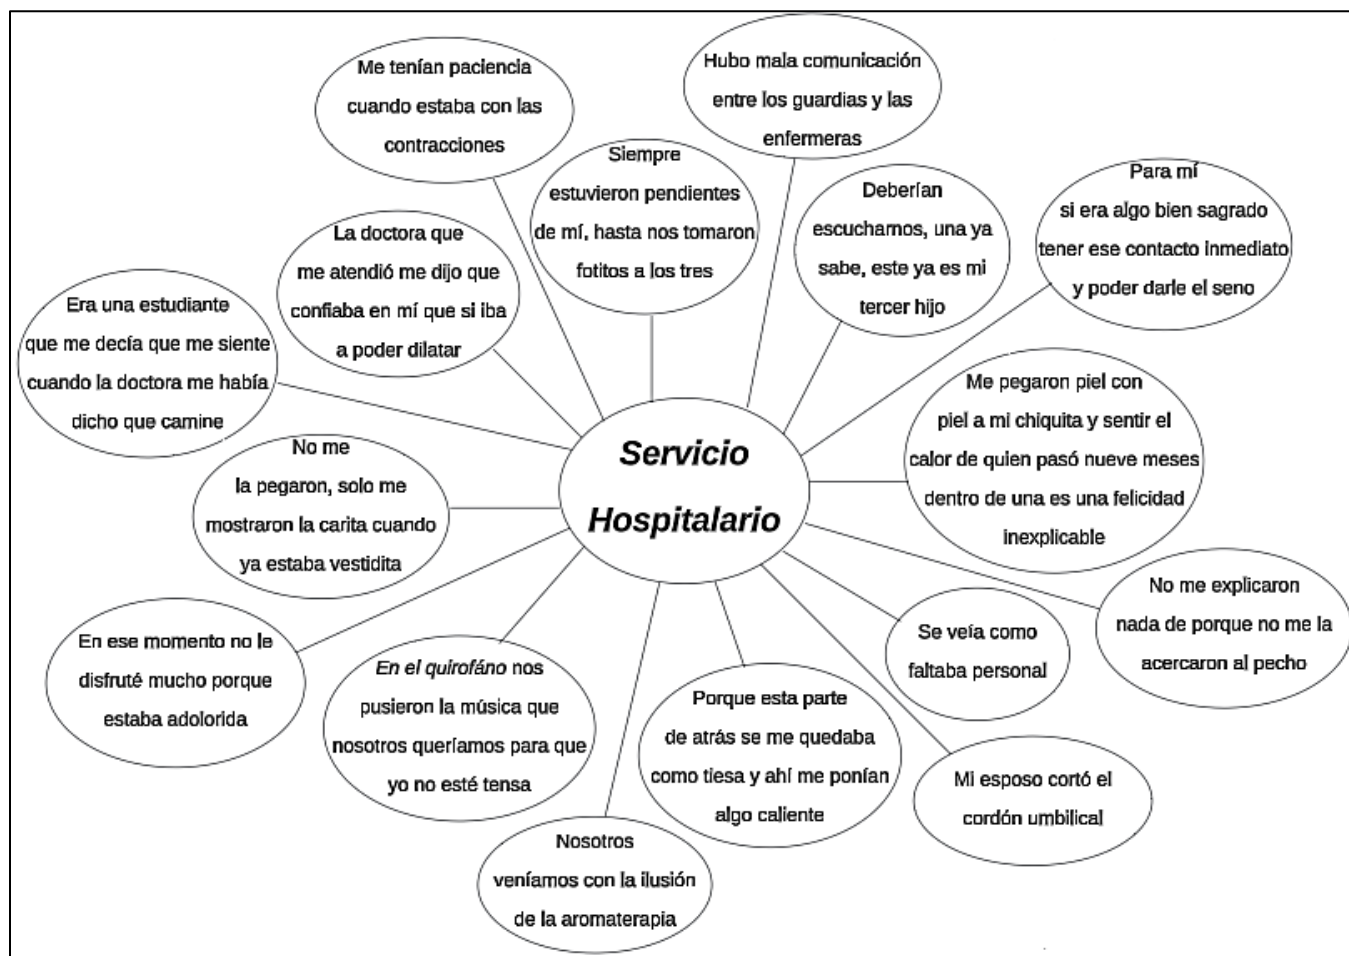 Me tenían paciencia
cuando estaba con las
contracciones
Hubo mala comunicación
entre los guardias y las
enfermeras
Siempre
estuvieron pendientes
de mí, hasta nos tomaron
fotitos a los tres
Deberían
escucharnos, una ya
sabe, este ya es mi
tercer hijo
Para mí
si era algo bien sagrado
tener ese contacto inmediato
y poder darle el seno
La doctora que
me atendió me dijo que
confiaba en mí que si iba
a poder dilatar
Era una estudiante
que me decía que me siente
cuando la doctora me había
dicho que camine
Me pegaron piel con
piel a mi chiquita y sentir el
calor de quien pasó nueve meses
dentro de una es una felicidad
inexplicable
Servicio
Hospitalario
No me
la pegaron, solo me
mostraron la carita cuando
ya estaba vestidita
No me explicaron
nada de porque no me la
acercaron al pecho
En ese momento no le
disfruté mucho porque
estaba adolorida
Se veía como
faltaba personal
En el quirofáno nos
pusieron la música que
nosotros queríamos para que
yo no esté tensa
Porque esta parte
de atrás se me quedaba
como tiesa y ahí me ponían
algo caliente
Mi esposo cortó el
cordón umbilical
Nosotros
veníamos con la ilusión
de la aromaterapia